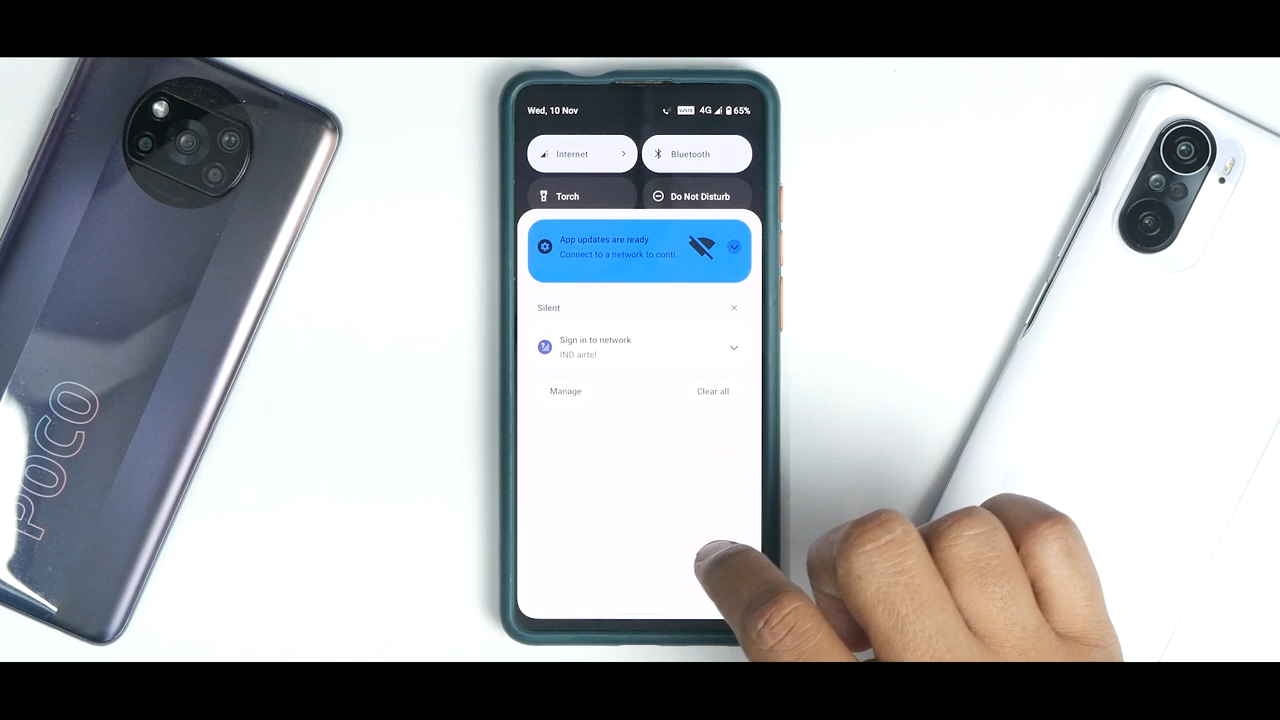 POCO
Wed, 10 Nov
VoLTE 4G 65%
Internet
Bluetooth
Torch
Do Not Disturb
App updates are ready
Connect to a network to conti..
Silent
Sign in to network
IND airtel
Manage
Clear all